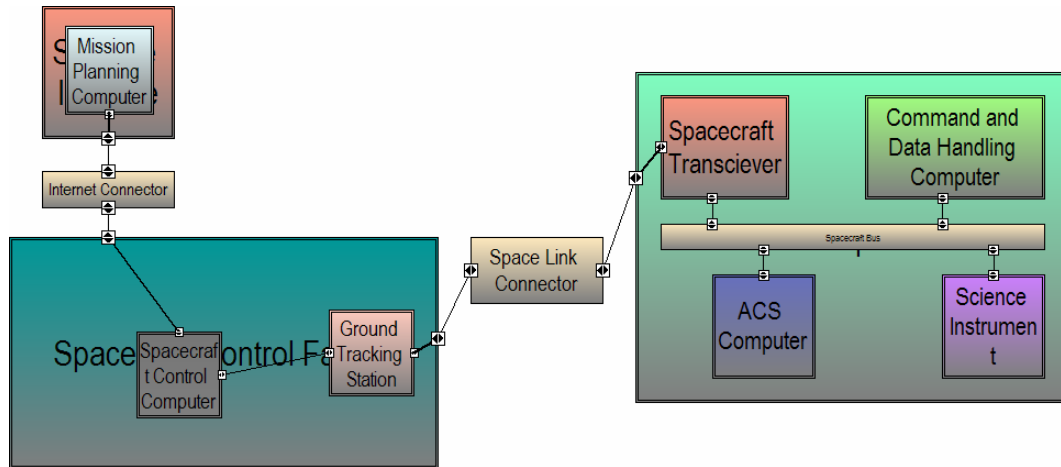 Mission
Planning
Computer
Internet Connector
Spacecraf
t Control
Computer
Ground
Tracking
Station
Space Link
Connector
Spacecraft
Transciever
Command and
Data Handling
Computer
Spacecraft Bus
ACS
Computer
Science
Instrumen
t